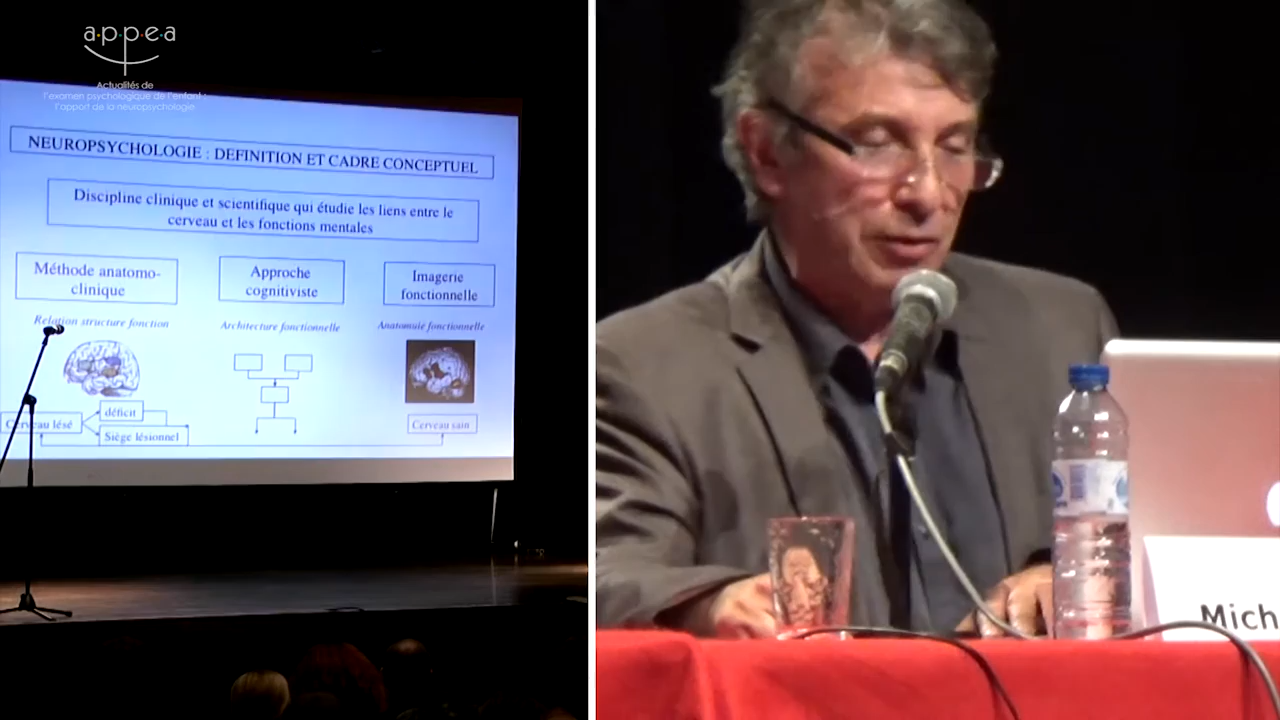 a·p·p·e·a
Actualités de
l'examen psychologique de l'enfant :
l'apport de la neuropsychologie
NEUROPSYCHOLOGIE : DEFINITION ET CADRE CONCEPTUEL
Discipline clinique et scientifique qui étudie les liens entre le
cerveau et les fonctions mentales
Méthode anatomo-
clinique
Approche
cognitiviste
Imagerie
fonctionnelle
Relation structure fonction
Architecture fonctionnelle
Anatomie fonctionnelle
déficit
Cerveau lésé
Siège lésionnel
Cerveau sain
Mich